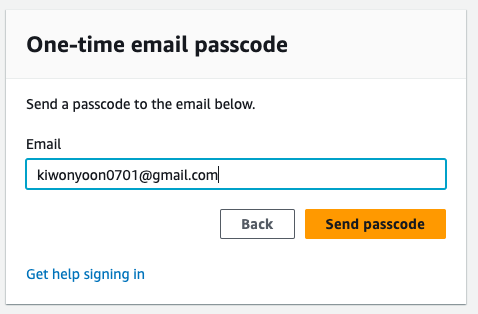 One-time email passcode
Send a passcode to the email below.
Email
kiwonyoon0701@gmail.com
Back
Send passcode
Get help signing in